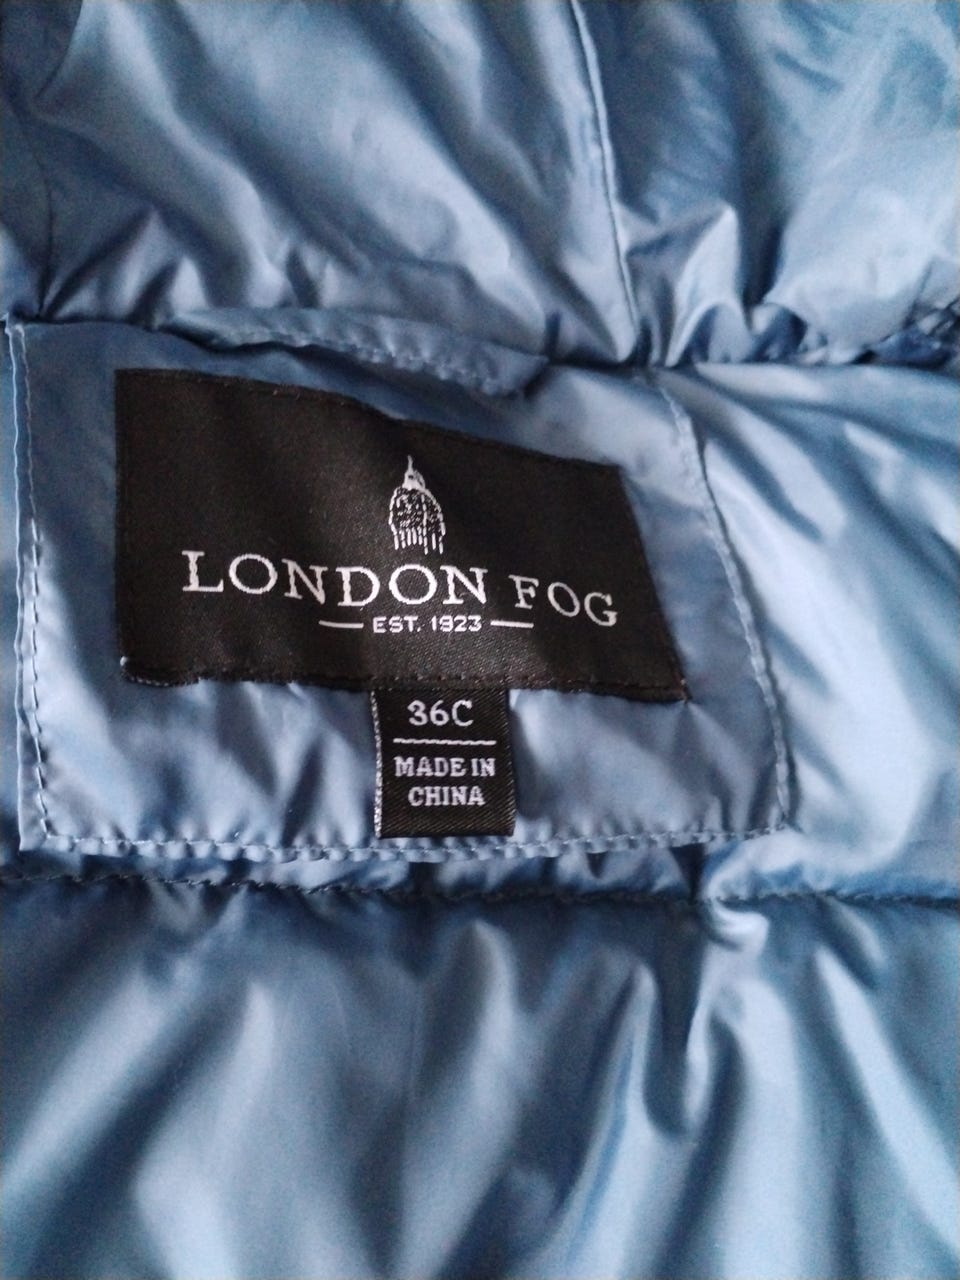 LONDON FOG
EST. 1923
36C
MADE IN
CHINA